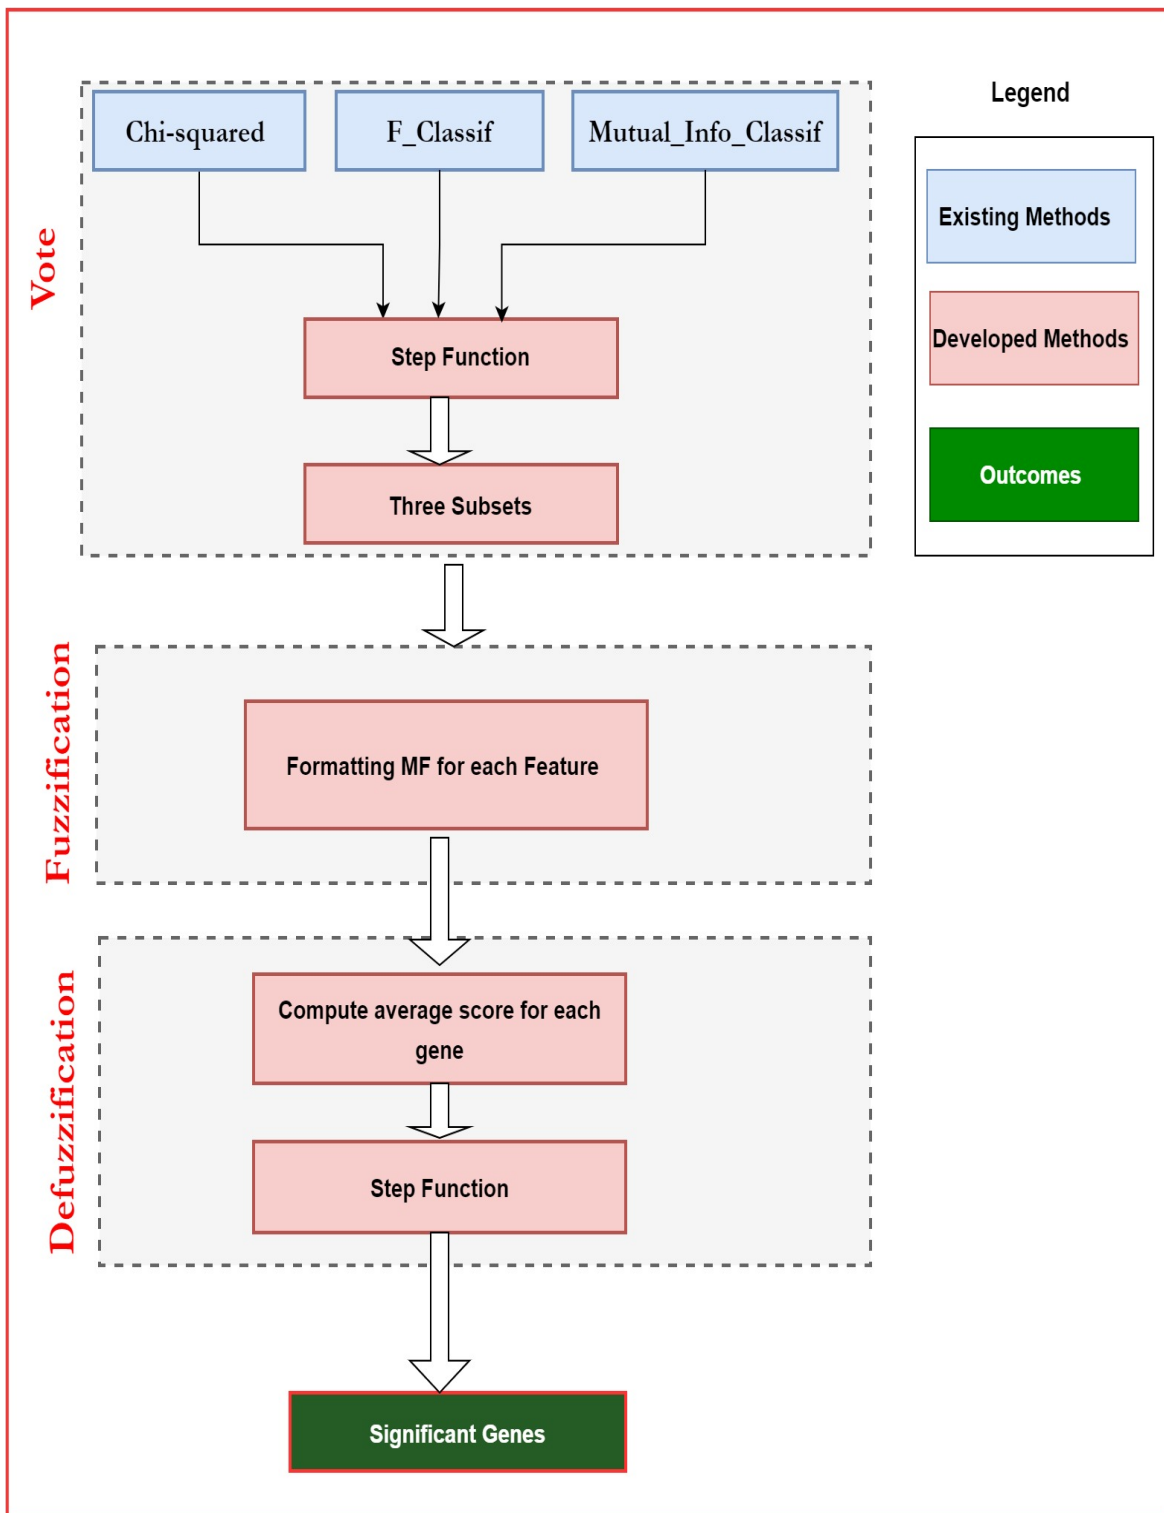 Legend
Chi-squared
F_Classif
Mutual_Info_Classif
Existing Methods
Vote
Step Function
Developed Methods
Three Subsets
Outcomes
Fuzzification
Formatting MF for each Feature
Defuzzification
Compute average score for each
gene
Step Function
Significant Genes